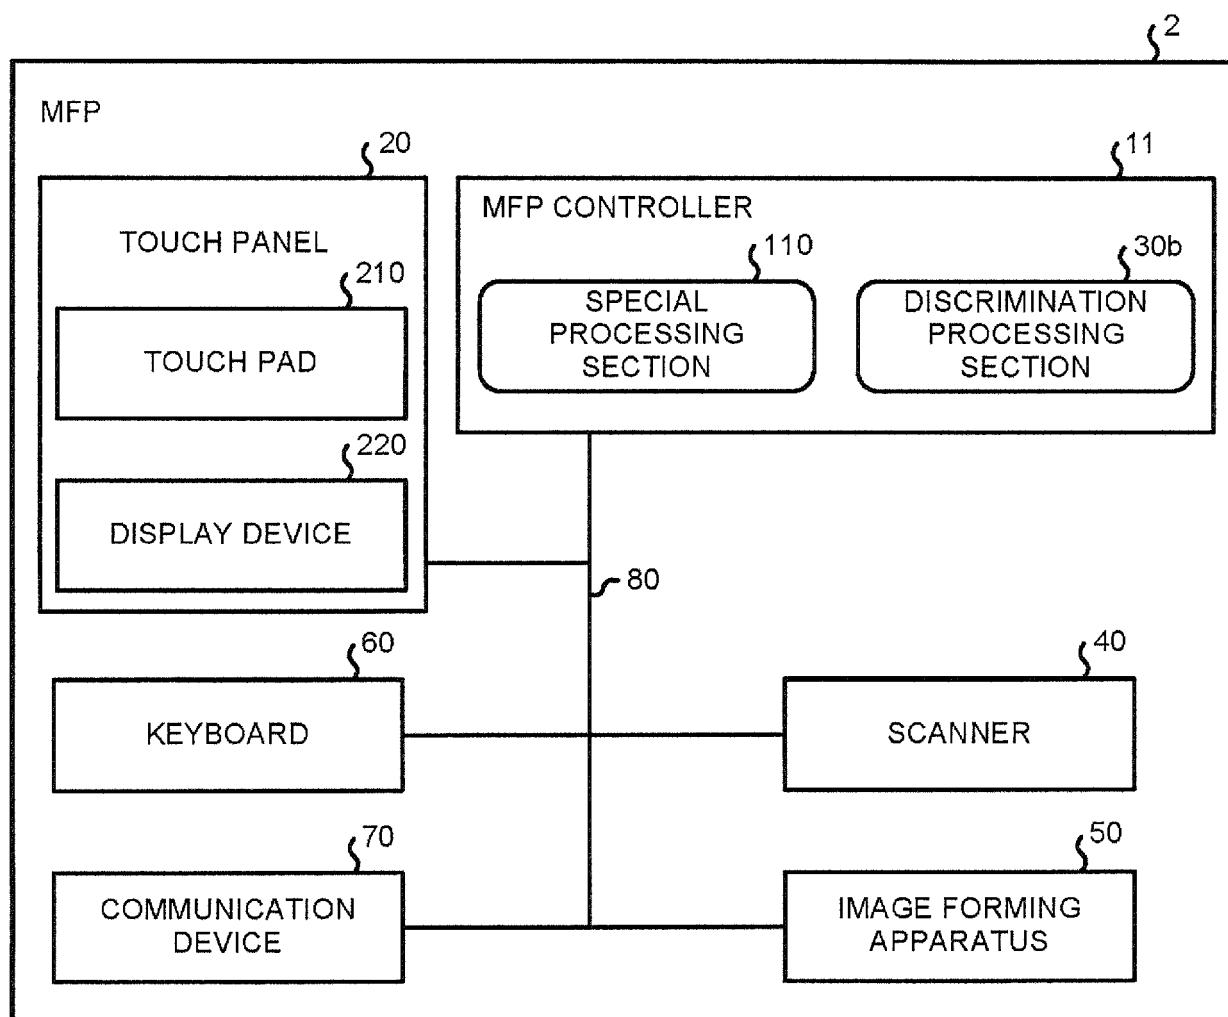 2
MFP
20
TOUCH PANEL
210
TOUCH PAD
220
DISPLAY DEVICE
11
MFP CONTROLLER
110
SPECIAL
PROCESSING
SECTION
30b
DISCRIMINATION
PROCESSING
SECTION
80
60
KEYBOARD
40
SCANNER
70
COMMUNICATION
DEVICE
50
IMAGE FORMING
APPARATUS